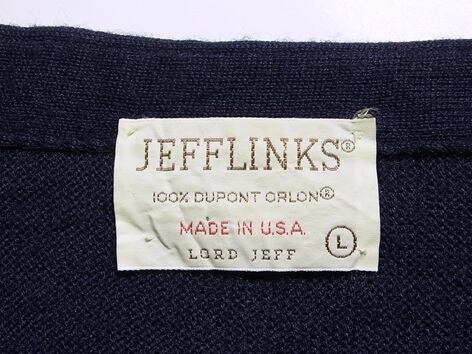 JEFFLINKS®
100% DUPONT ORLON®
MADE IN U.S.A.
L
LORD JEFF